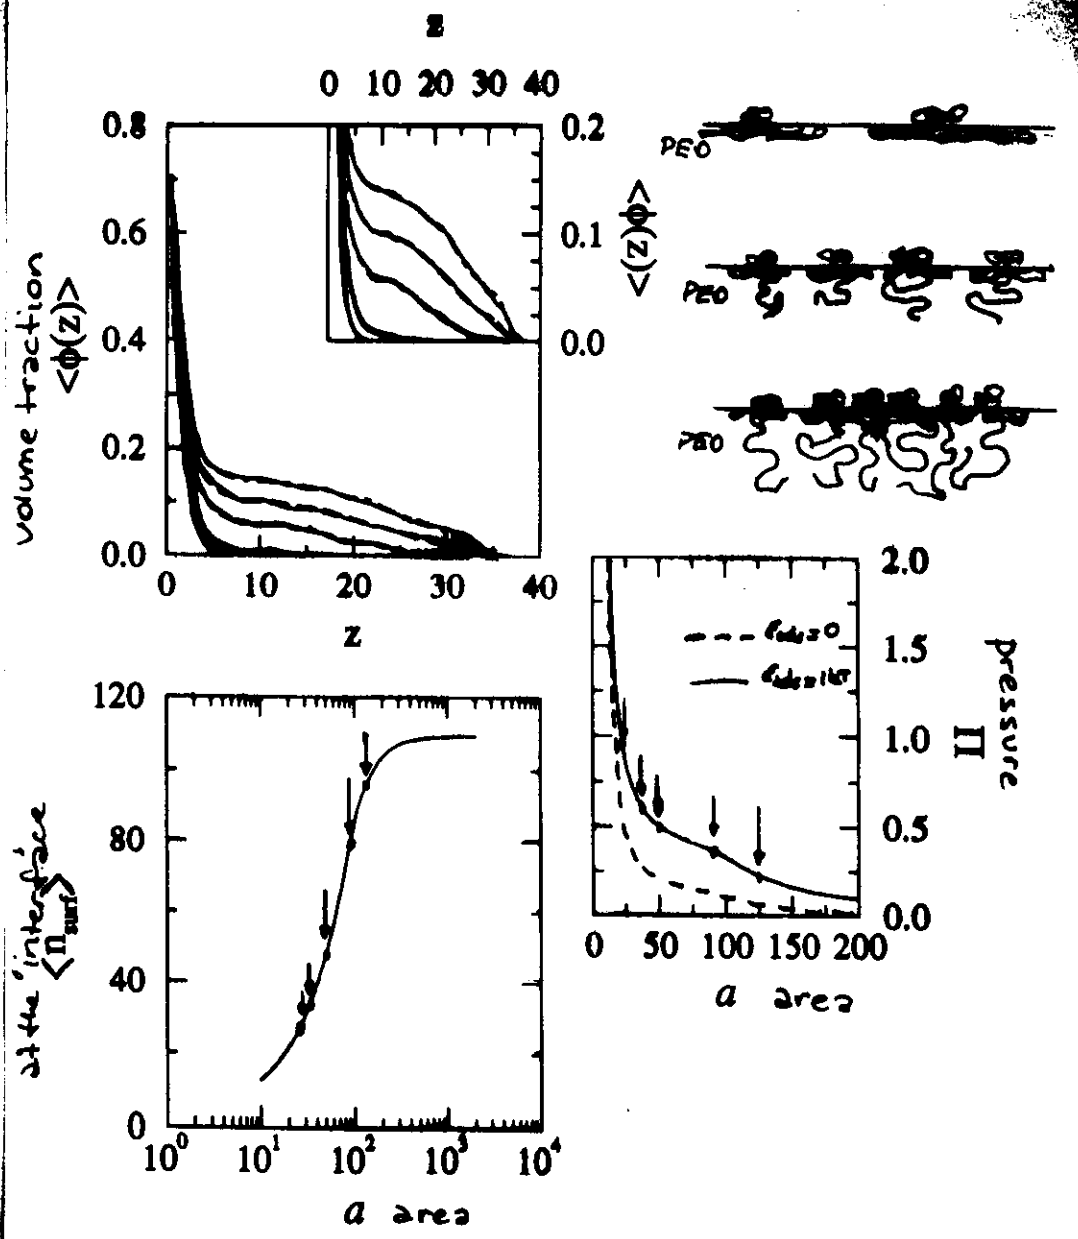 z
0 10 20 30 40
0.8
0.6
0.4
0.2
0.0
volume traction
<ϕ(z)>
0.2
0.1
0.0
<ϕ(z)>
0 10 20 30 40
z
PEO
PEO
PEO
2.0
1.5
1.0
0.5
0.0
pressure
Π
0 50 100 150 200
a area
120
80
40
0
at the interface
<n_surf>
10^0 10^1 10^2 10^3 10^4
a area